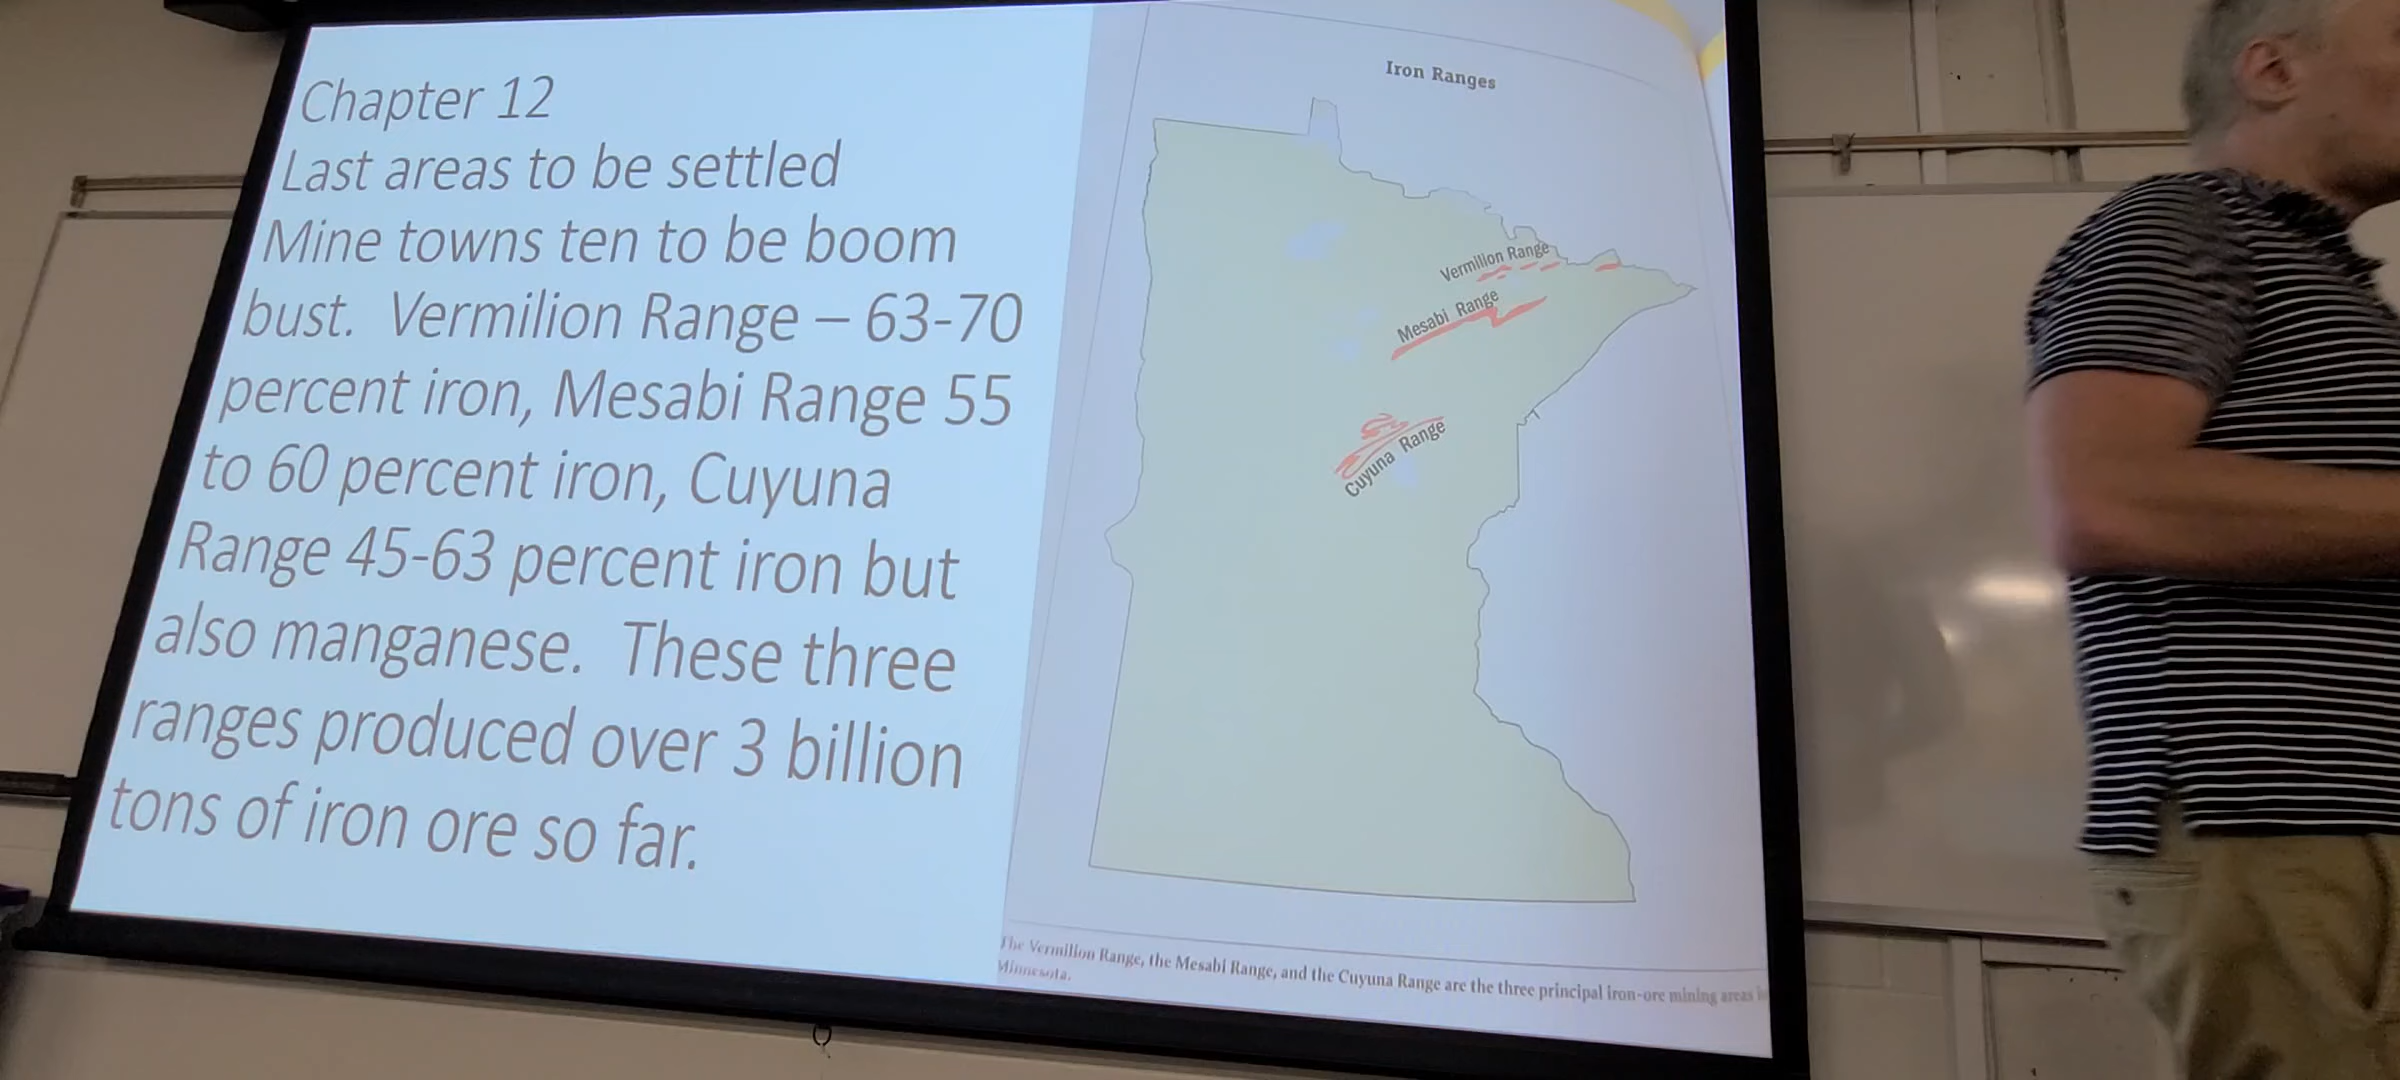 Chapter 12
Last areas to be settled
Mine towns ten to be boom
bust.  Vermilion Range – 63-70
percent iron, Mesabi Range 55
to 60 percent iron, Cuyuna
Range 45-63 percent iron but
also manganese.  These three
ranges produced over 3 billion
tons of iron ore so far.
Iron Ranges
Vermilion Range
Mesabi Range
Cuyuna Range
The Vermilion Range, the Mesabi Range, and the Cuyuna Range are the three principal iron-ore mining areas
Minnesota.